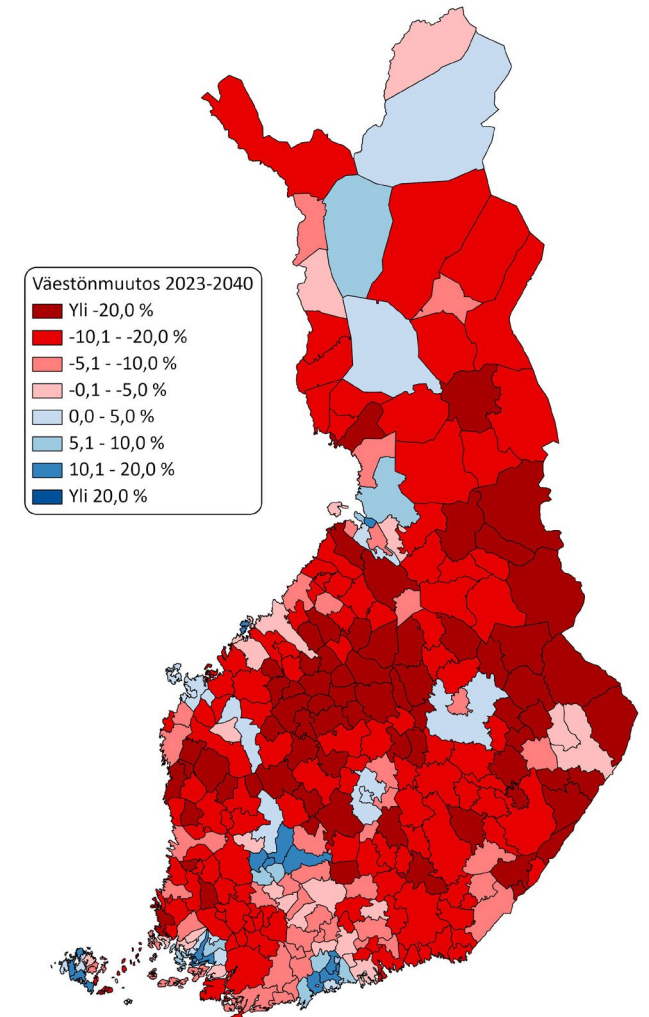 Väestönmuutos 2023-2040
Yli -20,0 %
-10,1 - -20,0 %
-5,1 - -10,0 %
-0,1 - -5,0 %
0,0 - 5,0 %
5,1 - 10,0 %
10,1 - 20,0 %
Yli 20,0 %